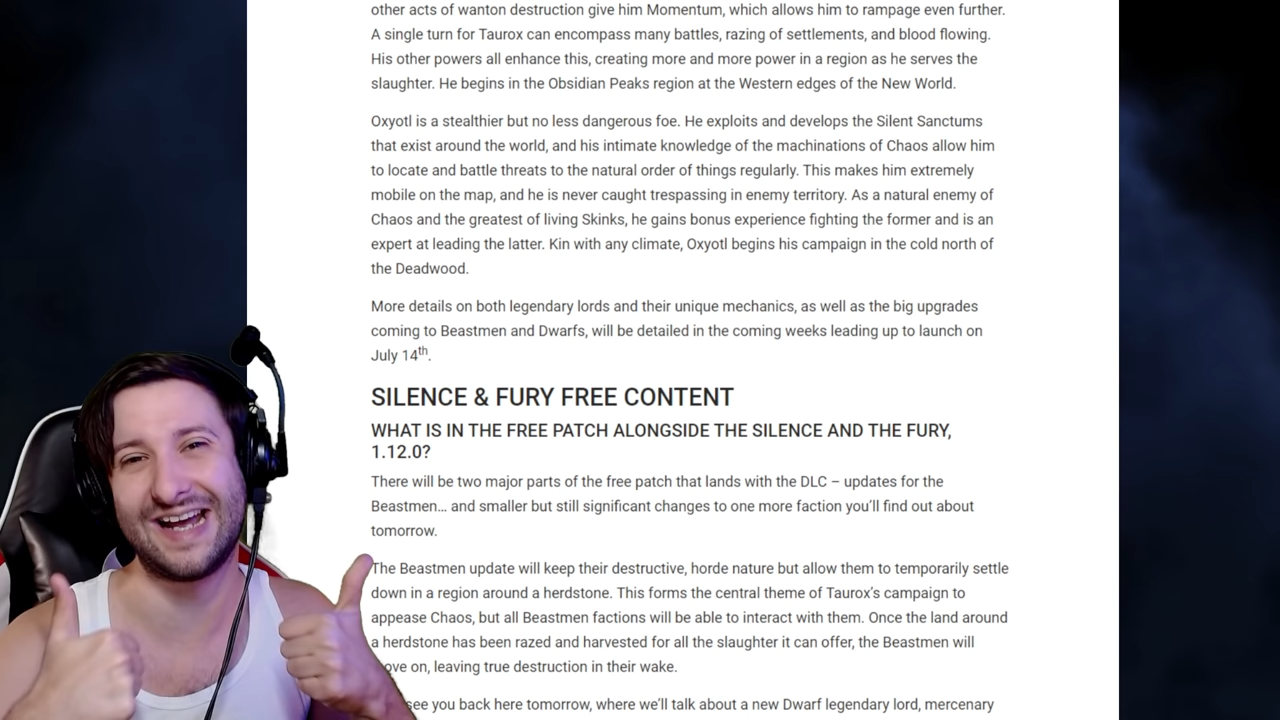 other acts of wanton destruction give him Momentum, which allows him to rampage even further.
A single turn for Taurox can encompass many battles, razing of settlements, and blood flowing.
His other powers all enhance this, creating more and more power in a region as he serves the
slaughter. He begins in the Obsidian Peaks region at the Western edges of the New World.
Oxyotl is a stealthier but no less dangerous foe. He exploits and develops the Silent Sanctums
that exist around the world, and his intimate knowledge of the machinations of Chaos allow him
to locate and battle threats to the natural order of things regularly. This makes him extremely
mobile on the map, and he is never caught trespassing in enemy territory. As a natural enemy of
Chaos and the greatest of living Skinks, he gains bonus experience fighting the former and is an
expert at leading the latter. Kin with any climate, Oxyotl begins his campaign in the cold north of
the Deadwood.
More details on both legendary lords and their unique mechanics, as well as the big upgrades
coming to Beastmen and Dwarfs, will be detailed in the coming weeks leading up to launch on
July 14th.
SILENCE & FURY FREE CONTENT
WHAT IS IN THE FREE PATCH ALONGSIDE THE SILENCE AND THE FURY,
1.12.0?
There will be two major parts of the free patch that lands with the DLC – updates for the
Beastmen… and smaller but still significant changes to one more faction you’ll find out about
tomorrow.
The Beastmen update will keep their destructive, horde nature but allow them to temporarily settle
down in a region around a herdstone. This forms the central theme of Taurox’s campaign to
appease Chaos, but all Beastmen factions will be able to interact with them. Once the land around
a herdstone has been razed and harvested for all the slaughter it can offer, the Beastmen will
on, leaving true destruction in their wake.
see you back here tomorrow, where we’ll talk about a new Dwarf legendary lord, mercenary